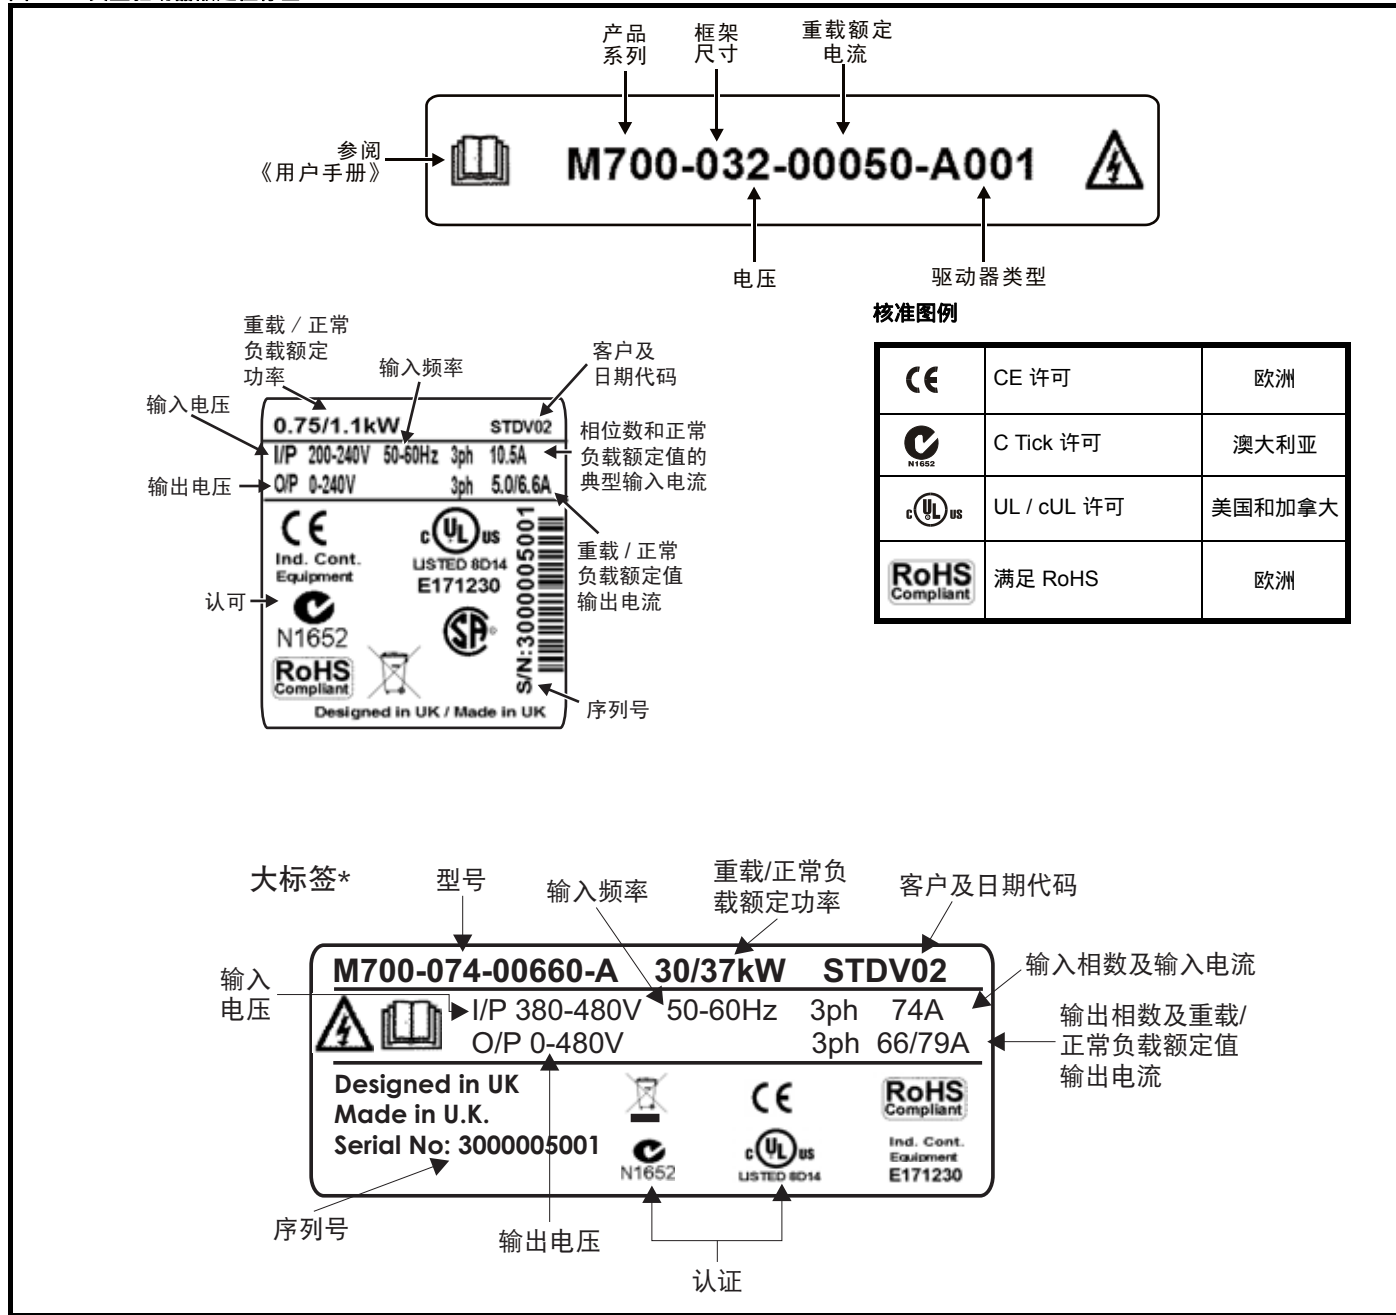 产品
系列
框架
尺寸
重载额定
电流
参阅
《用户手册》
M700-032-00050-A001
电压
驱动器类型
核准图例
CE 许可
欧洲
N1652
C Tick 许可
澳大利亚
c UL us
UL / cUL 许可
美国和加拿大
RoHS
Compliant
满足 RoHS
欧洲
重载 / 正常
负载额定
功率
输入频率
客户及
日期代码
输入电压
输出电压
0.75/1.1kW STDV02
I/P 200-240V 50-60Hz 3ph 10.5A
O/P 0-240V 3ph 5.0/6.6A
相位数和正常
负载额定值的
典型输入电流
CE
Ind. Cont.
Equipment
c UL us
LISTED 8D14
E171230
N1652
SA
RoHS
Compliant
S/N:3000005001
Designed in UK / Made in UK
重载 / 正常
负载额定值
输出电流
认可
序列号
大标签*
型号
输入频率
重载/正常负
载额定功率
客户及日期代码
输入
电压
M700-074-00660-A 30/37kW STDV02
I/P 380-480V 50-60Hz 3ph 74A
O/P 0-480V 3ph 66/79A
输入相数及输入电流
输出相数及重载/
正常负载额定值
输出电流
Designed in UK
Made in U.K.
Serial No: 3000005001
N1652
CE
c UL us
LISTED 8D14
RoHS
Compliant
Ind. Cont.
Equipment
E171230
序列号
输出电压
认证